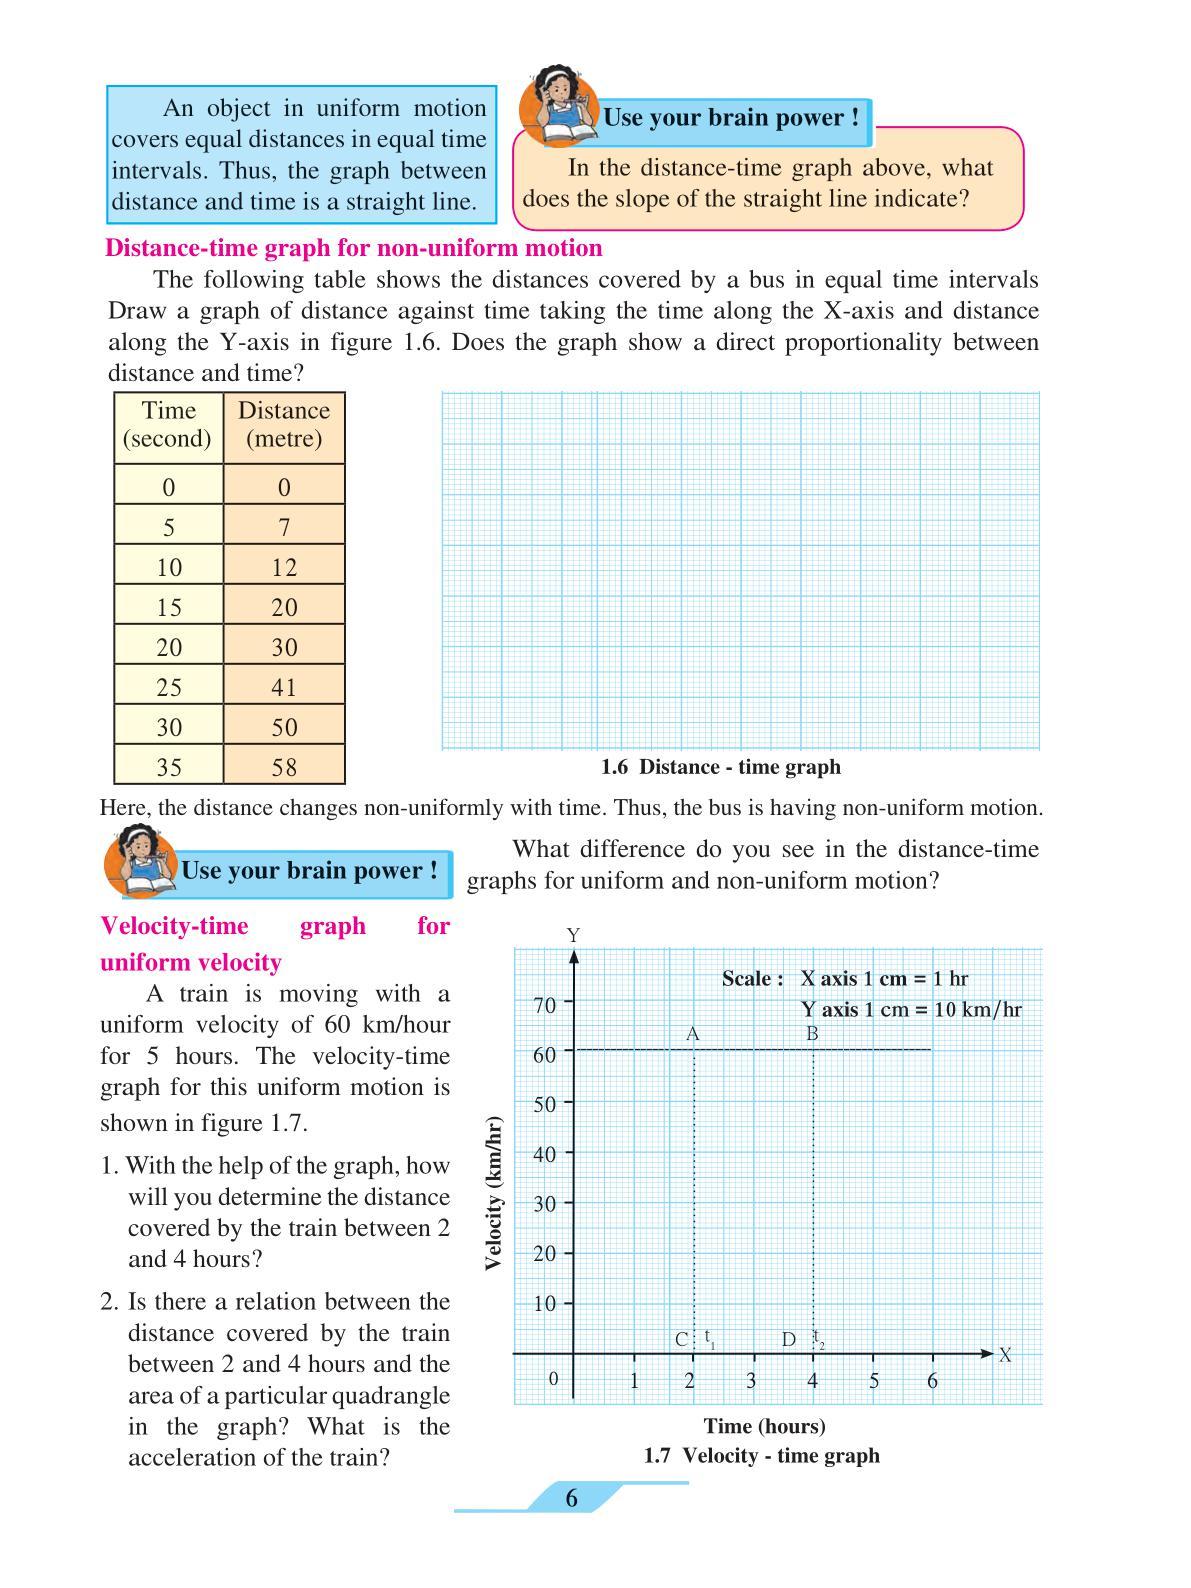 An object in uniform motion
covers equal distances in equal time
intervals. Thus, the graph between
distance and time is a straight line.
Use your brain power !
In the distance-time graph above, what
does the slope of the straight line indicate?
Distance-time graph for non-uniform motion
The following table shows the distances covered by a bus in equal time intervals
Draw a graph of distance against time taking the time along the X-axis and distance
along the Y-axis in figure 1.6. Does the graph show a direct proportionality between
distance and time?
Time Distance
(second) (metre)
0 0
5 7
10 12
15 20
20 30
25 41
30 50
35 58
1.6 Distance - time graph
Here, the distance changes non-uniformly with time. Thus, the bus is having non-uniform motion.
Use your brain power !
What difference do you see in the distance-time
graphs for uniform and non-uniform motion?
Velocity-time graph for
uniform velocity
A train is moving with a
uniform velocity of 60 km/hour
for 5 hours. The velocity-time
graph for this uniform motion is
shown in figure 1.7.
1. With the help of the graph, how
will you determine the distance
covered by the train between 2
and 4 hours?
2. Is there a relation between the
distance covered by the train
between 2 and 4 hours and the
area of a particular quadrangle
in the graph? What is the
acceleration of the train?
Y
Scale : X axis 1 cm = 1 hr
Y axis 1 cm = 10 km/hr
70
A B
60
50
40
30
20
10
Velocity (km/hr)
C t1 D t2
X
0 1 2 3 4 5 6
Time (hours)
1.7 Velocity - time graph
6